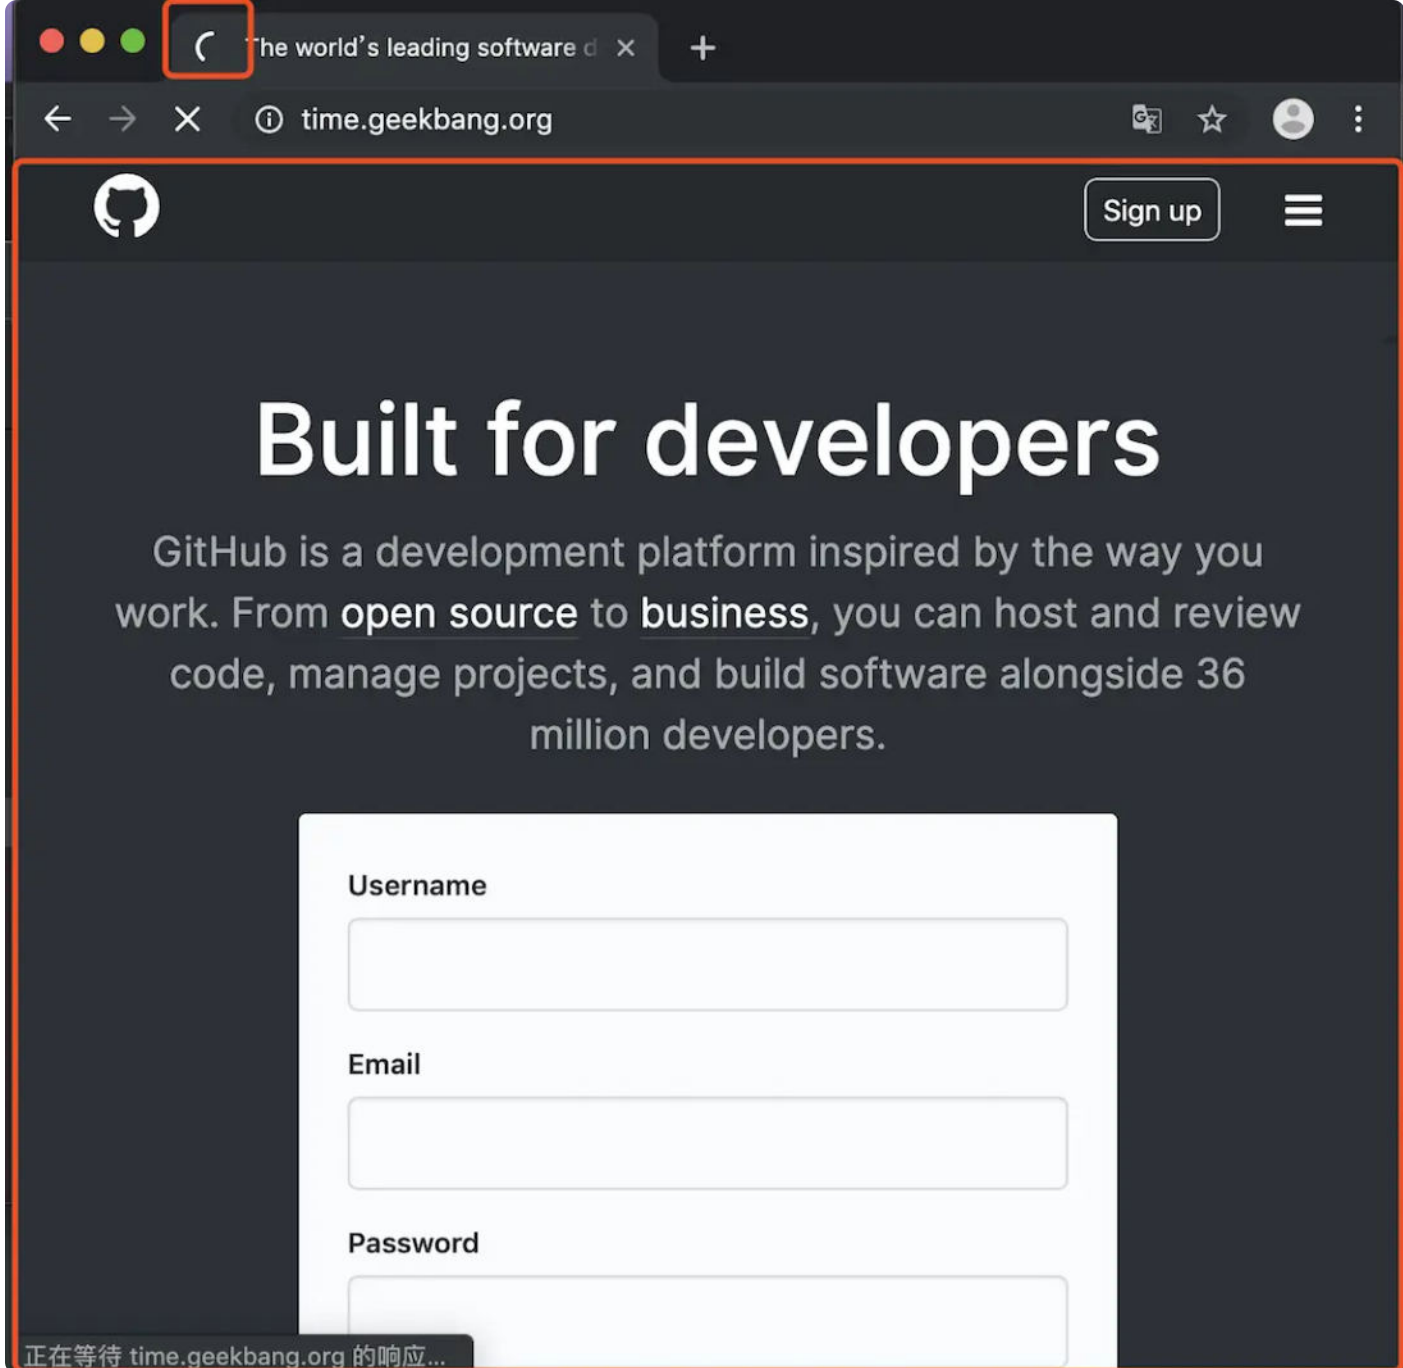 The world's leading software d
time.geekbang.org
Sign up
Built for developers
GitHub is a development platform inspired by the way you
work. From open source to business, you can host and review
code, manage projects, and build software alongside 36
million developers.
Username
Email
Password
正在等待 time.geekbang.org 的响应...